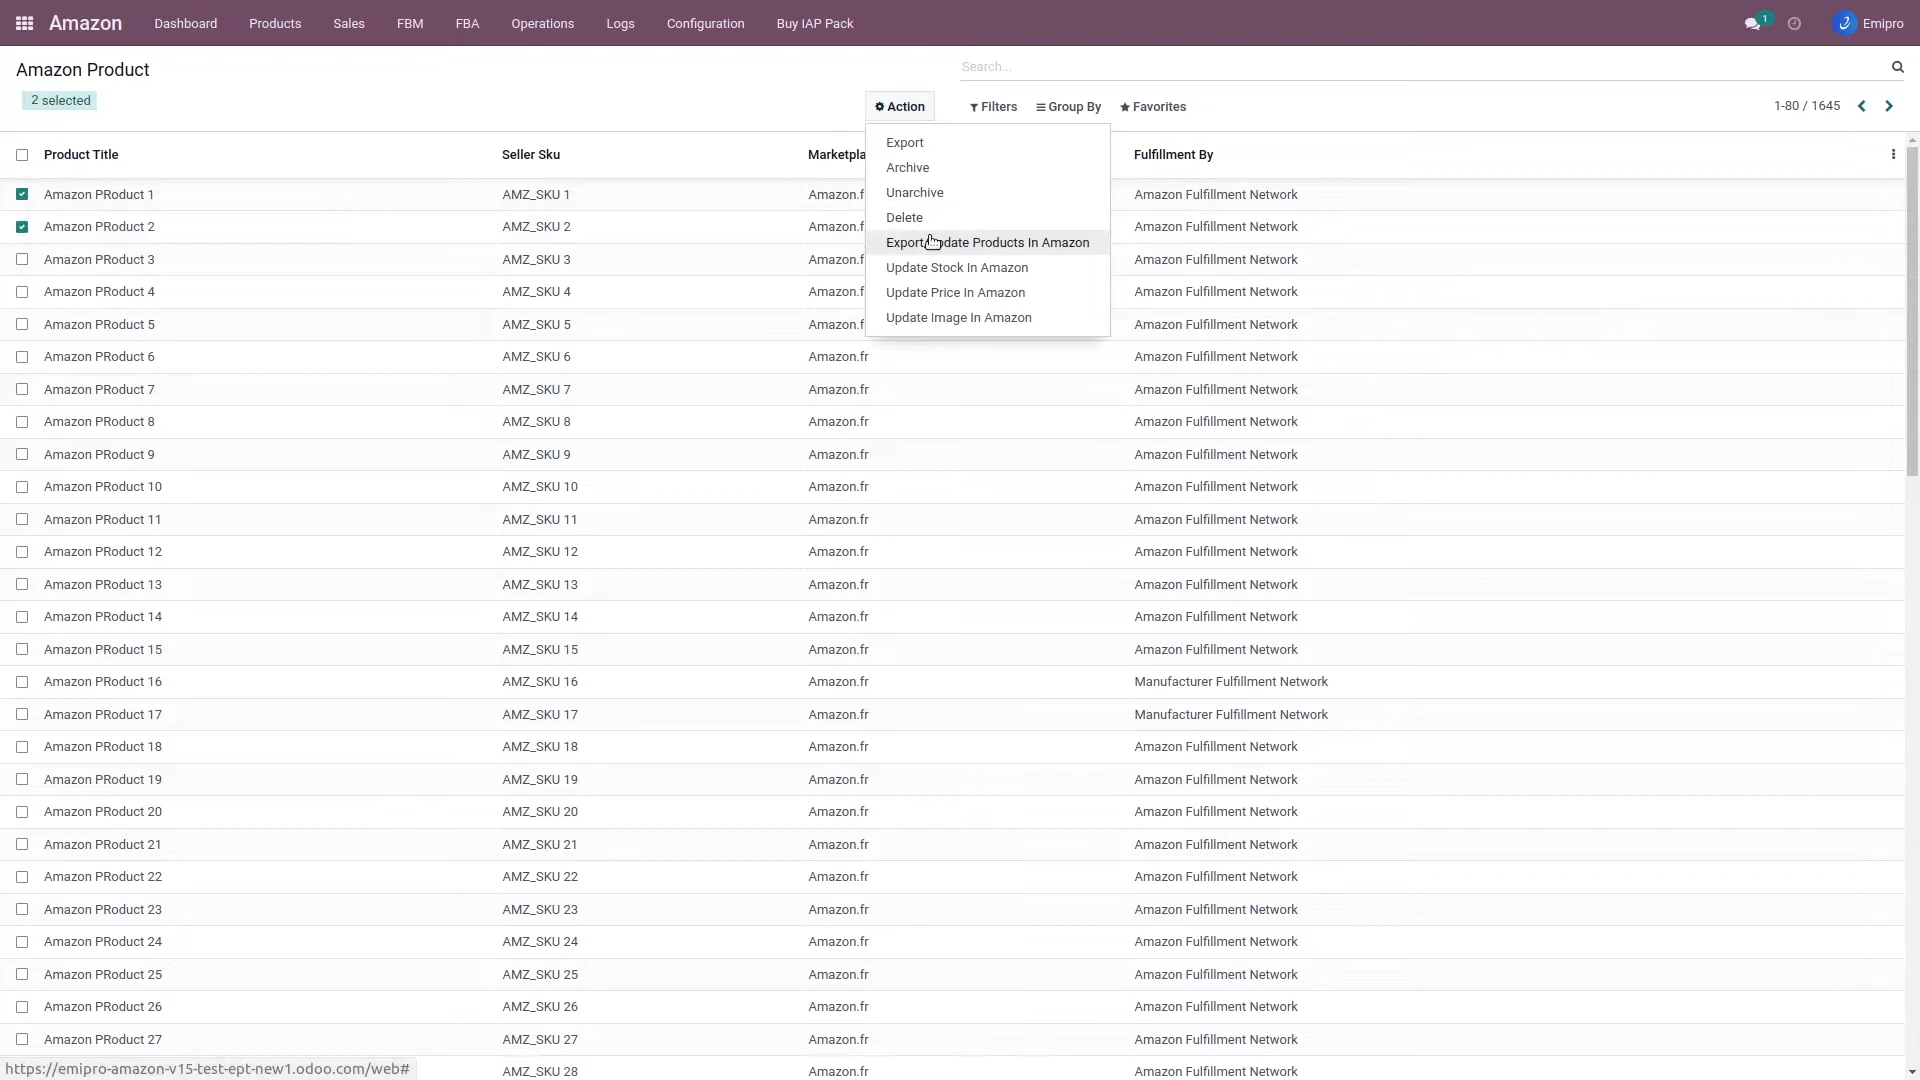 Amazon Dashboard Products Sales FBM FBA Operations Logs Configuration Buy IAP Pack 1 Emipro
Amazon Product
Search...
2 selected
Action Filters Group By Favorites 1-80 / 1645
Export
Archive
Unarchive
Delete
Export/Update Products In Amazon
Update Stock In Amazon
Update Price In Amazon
Update Image In Amazon
Product Title Seller Sku Marketpla Fulfillment By
Amazon PRoduct 1 AMZ_SKU 1 Amazon.f Amazon Fulfillment Network
Amazon PRoduct 2 AMZ_SKU 2 Amazon.f Amazon Fulfillment Network
Amazon PRoduct 3 AMZ_SKU 3 Amazon.f Amazon Fulfillment Network
Amazon PRoduct 4 AMZ_SKU 4 Amazon.f Amazon Fulfillment Network
Amazon PRoduct 5 AMZ_SKU 5 Amazon.f Amazon Fulfillment Network
Amazon PRoduct 6 AMZ_SKU 6 Amazon.fr Amazon Fulfillment Network
Amazon PRoduct 7 AMZ_SKU 7 Amazon.fr Amazon Fulfillment Network
Amazon PRoduct 8 AMZ_SKU 8 Amazon.fr Amazon Fulfillment Network
Amazon PRoduct 9 AMZ_SKU 9 Amazon.fr Amazon Fulfillment Network
Amazon PRoduct 10 AMZ_SKU 10 Amazon.fr Amazon Fulfillment Network
Amazon PRoduct 11 AMZ_SKU 11 Amazon.fr Amazon Fulfillment Network
Amazon PRoduct 12 AMZ_SKU 12 Amazon.fr Amazon Fulfillment Network
Amazon PRoduct 13 AMZ_SKU 13 Amazon.fr Amazon Fulfillment Network
Amazon PRoduct 14 AMZ_SKU 14 Amazon.fr Amazon Fulfillment Network
Amazon PRoduct 15 AMZ_SKU 15 Amazon.fr Amazon Fulfillment Network
Amazon PRoduct 16 AMZ_SKU 16 Amazon.fr Manufacturer Fulfillment Network
Amazon PRoduct 17 AMZ_SKU 17 Amazon.fr Manufacturer Fulfillment Network
Amazon PRoduct 18 AMZ_SKU 18 Amazon.fr Amazon Fulfillment Network
Amazon PRoduct 19 AMZ_SKU 19 Amazon.fr Amazon Fulfillment Network
Amazon PRoduct 20 AMZ_SKU 20 Amazon.fr Amazon Fulfillment Network
Amazon PRoduct 21 AMZ_SKU 21 Amazon.fr Amazon Fulfillment Network
Amazon PRoduct 22 AMZ_SKU 22 Amazon.fr Amazon Fulfillment Network
Amazon PRoduct 23 AMZ_SKU 23 Amazon.fr Amazon Fulfillment Network
Amazon PRoduct 24 AMZ_SKU 24 Amazon.fr Amazon Fulfillment Network
Amazon PRoduct 25 AMZ_SKU 25 Amazon.fr Amazon Fulfillment Network
Amazon PRoduct 26 AMZ_SKU 26 Amazon.fr Amazon Fulfillment Network
Amazon PRoduct 27 AMZ_SKU 27 Amazon.fr Amazon Fulfillment Network
AMZ_SKU 28 Amazon.fr Amazon Fulfillment Network
https://emipro-amazon-v15-test-ept-new1.odoo.com/web#